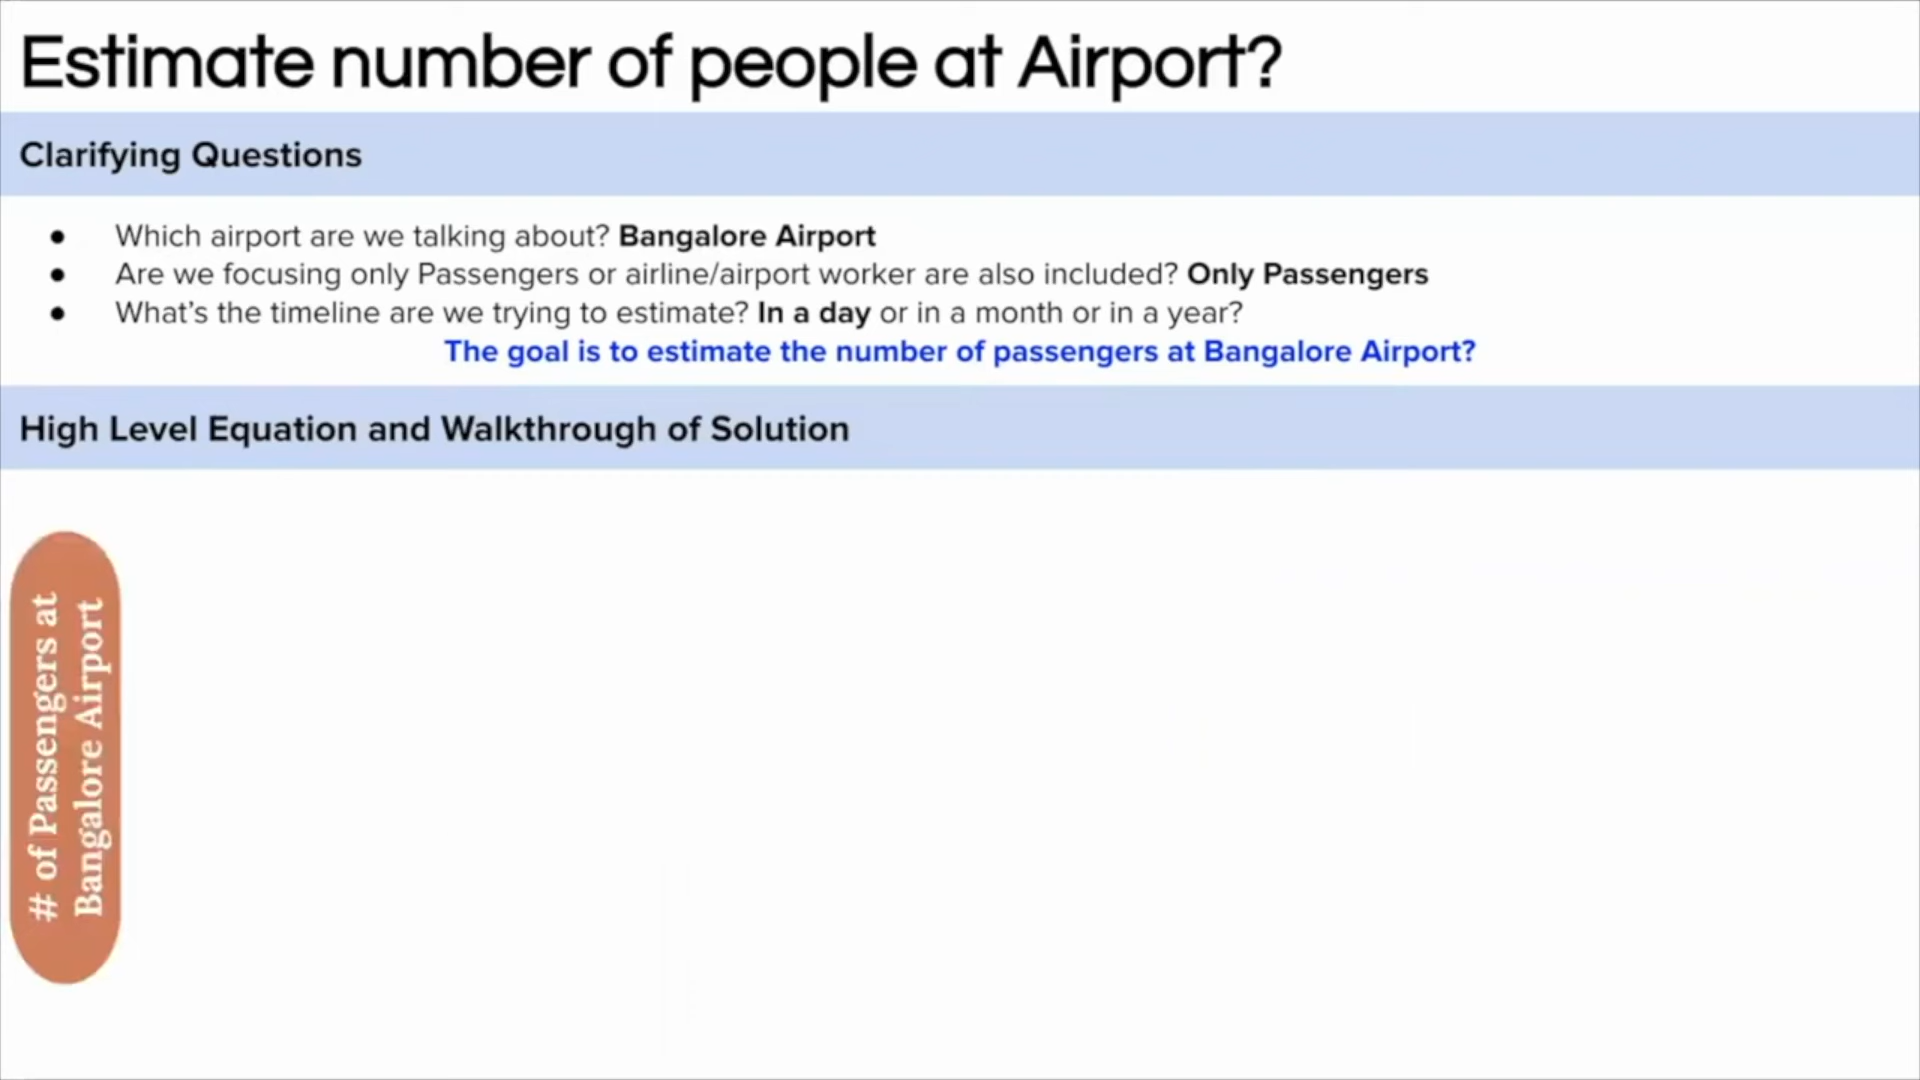 Estimate number of people at Airport?
Clarifying Questions
● Which airport are we talking about? Bangalore Airport
● Are we focusing only Passengers or airline/airport worker are also included? Only Passengers
● What's the timeline are we trying to estimate? In a day or in a month or in a year?
The goal is to estimate the number of passengers at Bangalore Airport?
High Level Equation and Walkthrough of Solution
# of Passengers at
Bangalore Airport